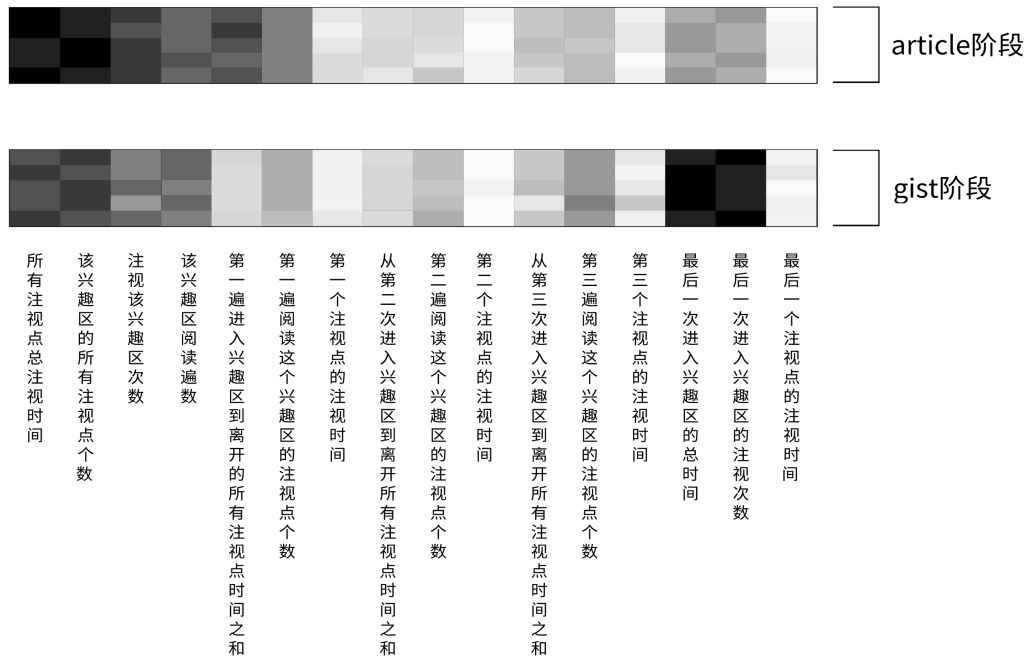 article阶段
gist阶段
所有注视点总注视时间
该兴趣区的所有注视点个数
注视该兴趣区次数
该兴趣区阅读遍数
第一遍进入兴趣区到离开的所有注视点时间之和
第一遍阅读这个兴趣区的注视点个数
第一个注视点的注视时间
从第二次进入兴趣区到离开所有注视点时间之和
第二遍阅读这个兴趣区的注视点个数
第二个注视点的注视时间
从第三次进入兴趣区到离开所有注视点时间之和
第三遍阅读这个兴趣区的注视点个数
第三个注视点的注视时间
最后一次进入兴趣区的总时间
最后一次进入兴趣区的注视次数
最后一个注视点的注视时间